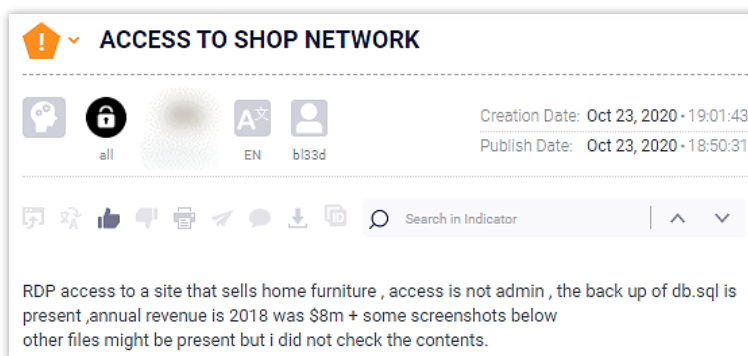 ACCESS TO SHOP NETWORK
Creation Date: Oct 23, 2020 • 19:01:43
Publish Date: Oct 23, 2020 • 18:50:31
all
EN
bl33d
Search in Indicator
RDP access to a site that sells home furniture , access is not admin , the back up of db.sql is
present ,annual revenue is 2018 was $8m + some screenshots below
other files might be present but i did not check the contents.